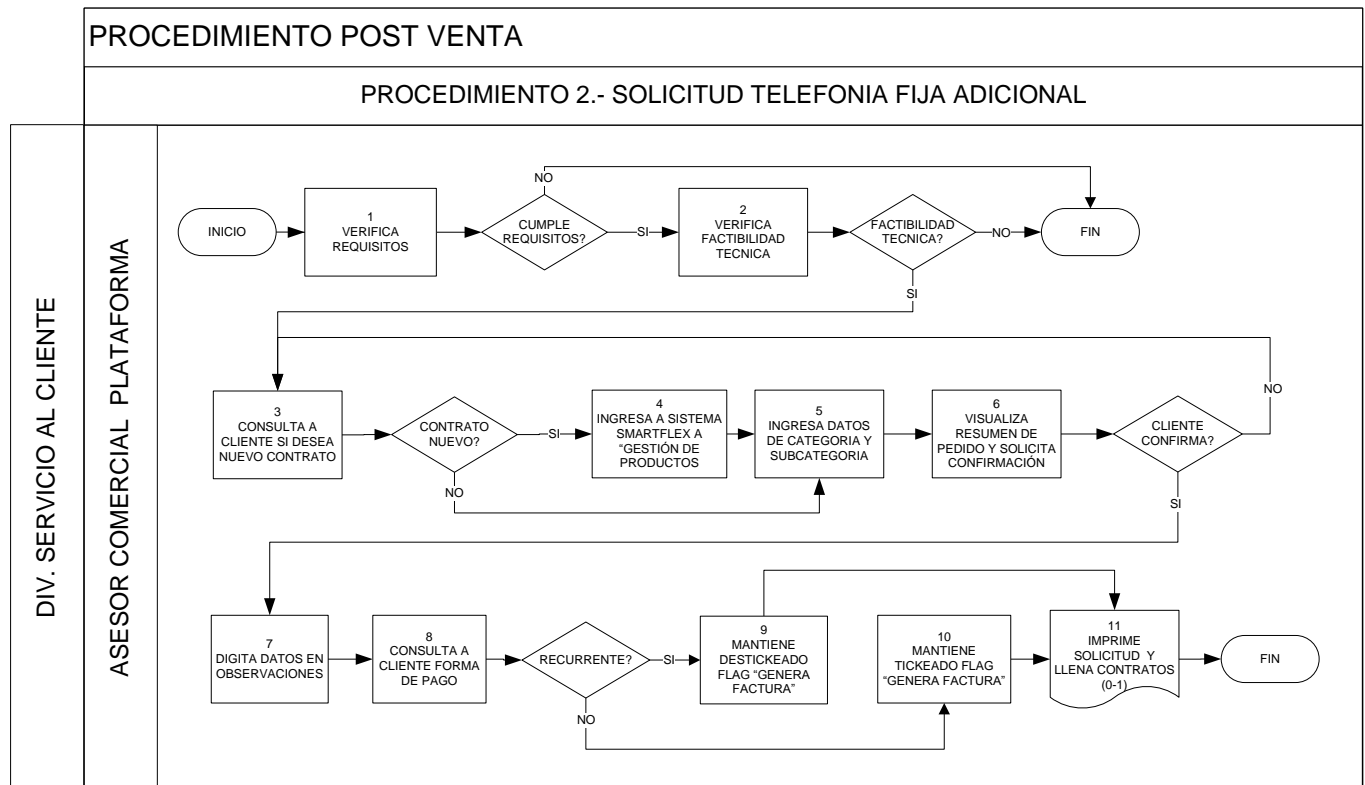 PROCEDIMIENTO POST VENTA
PROCEDIMIENTO 2.- SOLICITUD TELEFONIA FIJA ADICIONAL
DIV. SERVICIO AL CLIENTE
ASESOR COMERCIAL PLATAFORMA
INICIO
1
VERIFICA
REQUISITOS
CUMPLE
REQUISITOS?
NO
SI
2
VERIFICA
FACTIBILIDAD
TECNICA
FACTIBILIDAD
TECNICA?
NO
SI
FIN
3
CONSULTA A
CLIENTE SI DESEA
NUEVO CONTRATO
CONTRATO
NUEVO?
SI
NO
4
INGRESA A SISTEMA
SMARTFLEX A
“GESTIÓN DE
PRODUCTOS
5
INGRESA DATOS
DE CATEGORIA Y
SUBCATEGORIA
6
VISUALIZA
RESUMEN DE
PEDIDO Y SOLICITA
CONFIRMACIÓN
CLIENTE
CONFIRMA?
NO
SI
7
DIGITA DATOS EN
OBSERVACIONES
8
CONSULTA A
CLIENTE FORMA
DE PAGO
RECURRENTE?
SI
NO
9
MANTIENE
DESTICKEADO
FLAG “GENERA
FACTURA”
10
MANTIENE
TICKEADO FLAG
“GENERA FACTURA”
11
IMPRIME
SOLICITUD Y
LLENA CONTRATOS
(0-1)
FIN